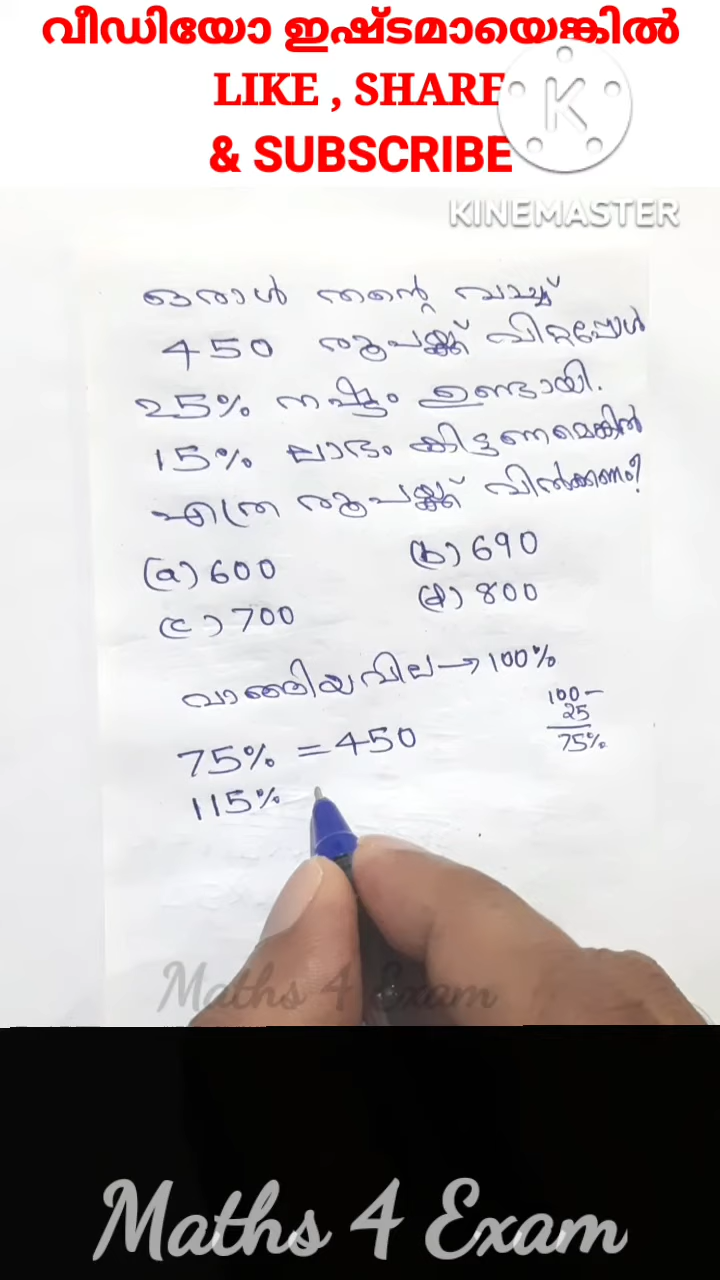 വീഡിയോ ഇഷ്ടമായെങ്കിൽ
LIKE , SHARE
& SUBSCRIBE
K
KINEMASTER
ഒരാൾ തന്റെ വാച്ച്
450 രൂപയ്ക്ക് വിറ്റപ്പോൾ
25% നഷ്ടം ഉണ്ടായി.
15% ലാഭം കിട്ടണമെങ്കിൽ
എത്ര രൂപയ്ക്ക് വിൽക്കണം?
(a) 600 (b) 690
(c) 700 (d) 800
വാങ്ങിയവില → 100%
100 -
25
75%
75% = 450
115%
Maths 4 Exam
Maths 4 Exam